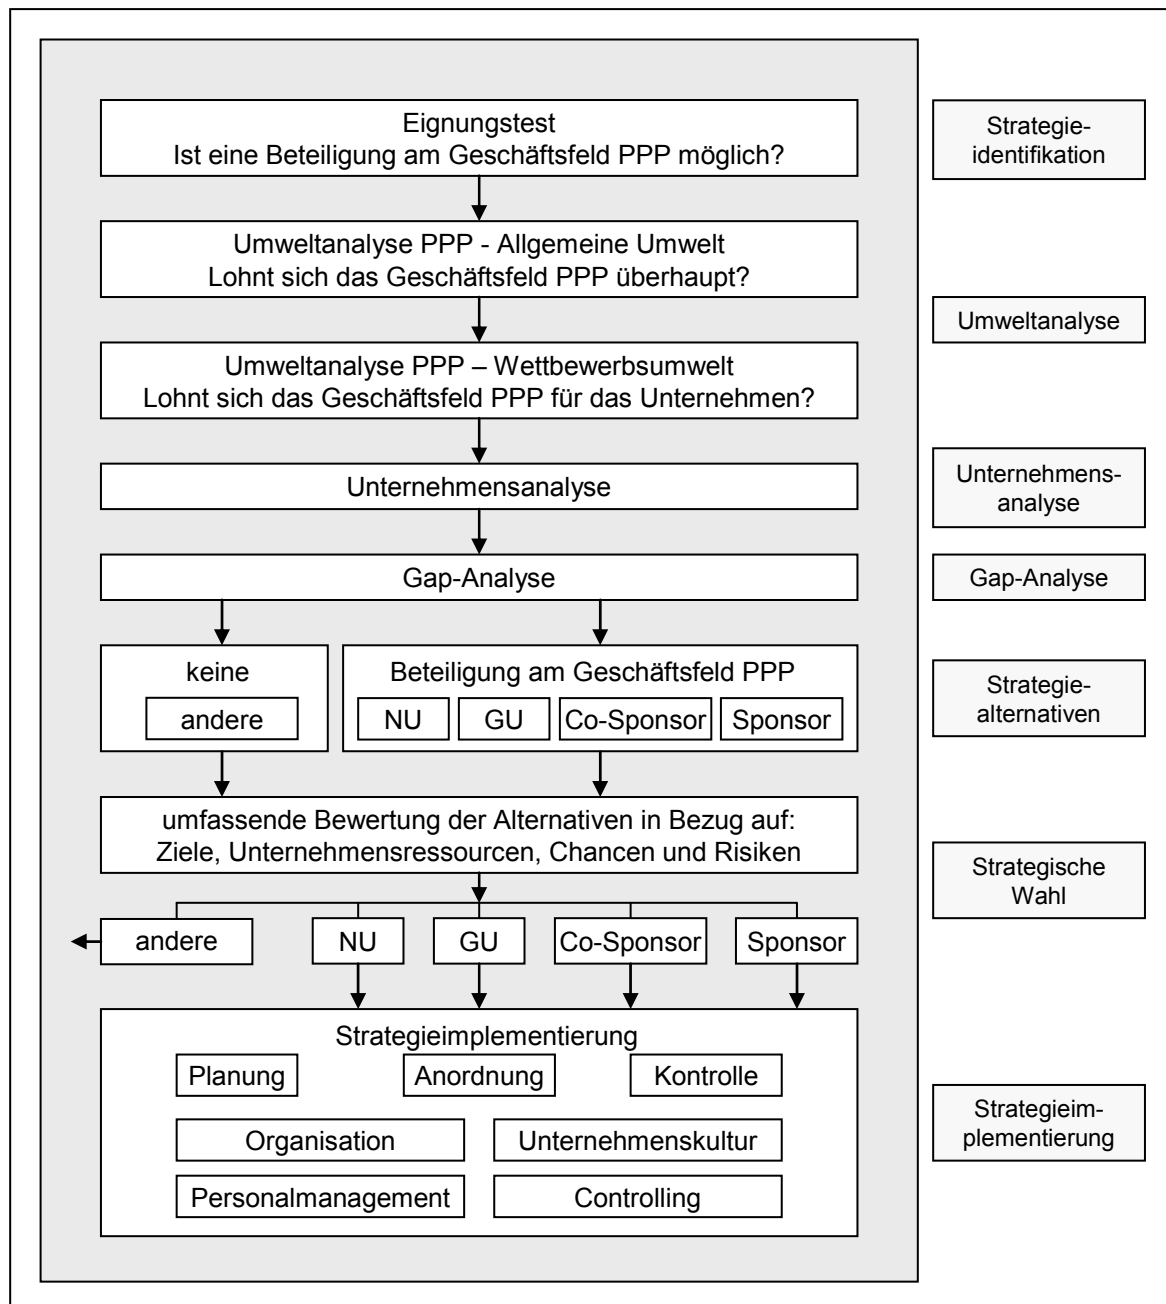 Eignungstest
Ist eine Beteiligung am Geschäftsfeld PPP möglich?
Strategie-
identifikation
Umweltanalyse PPP - Allgemeine Umwelt
Lohnt sich das Geschäftsfeld PPP überhaupt?
Umweltanalyse
Umweltanalyse PPP – Wettbewerbsumwelt
Lohnt sich das Geschäftsfeld PPP für das Unternehmen?
Unternehmensanalyse
Unternehmens-
analyse
Gap-Analyse
Gap-Analyse
keine
andere
Beteiligung am Geschäftsfeld PPP
NU
GU
Co-Sponsor
Sponsor
Strategie-
alternativen
umfassende Bewertung der Alternativen in Bezug auf:
Ziele, Unternehmensressourcen, Chancen und Risiken
Strategische
Wahl
andere
NU
GU
Co-Sponsor
Sponsor
Strategieimplementierung
Planung
Anordnung
Kontrolle
Organisation
Unternehmenskultur
Personalmanagement
Controlling
Strategieim-
plementierung